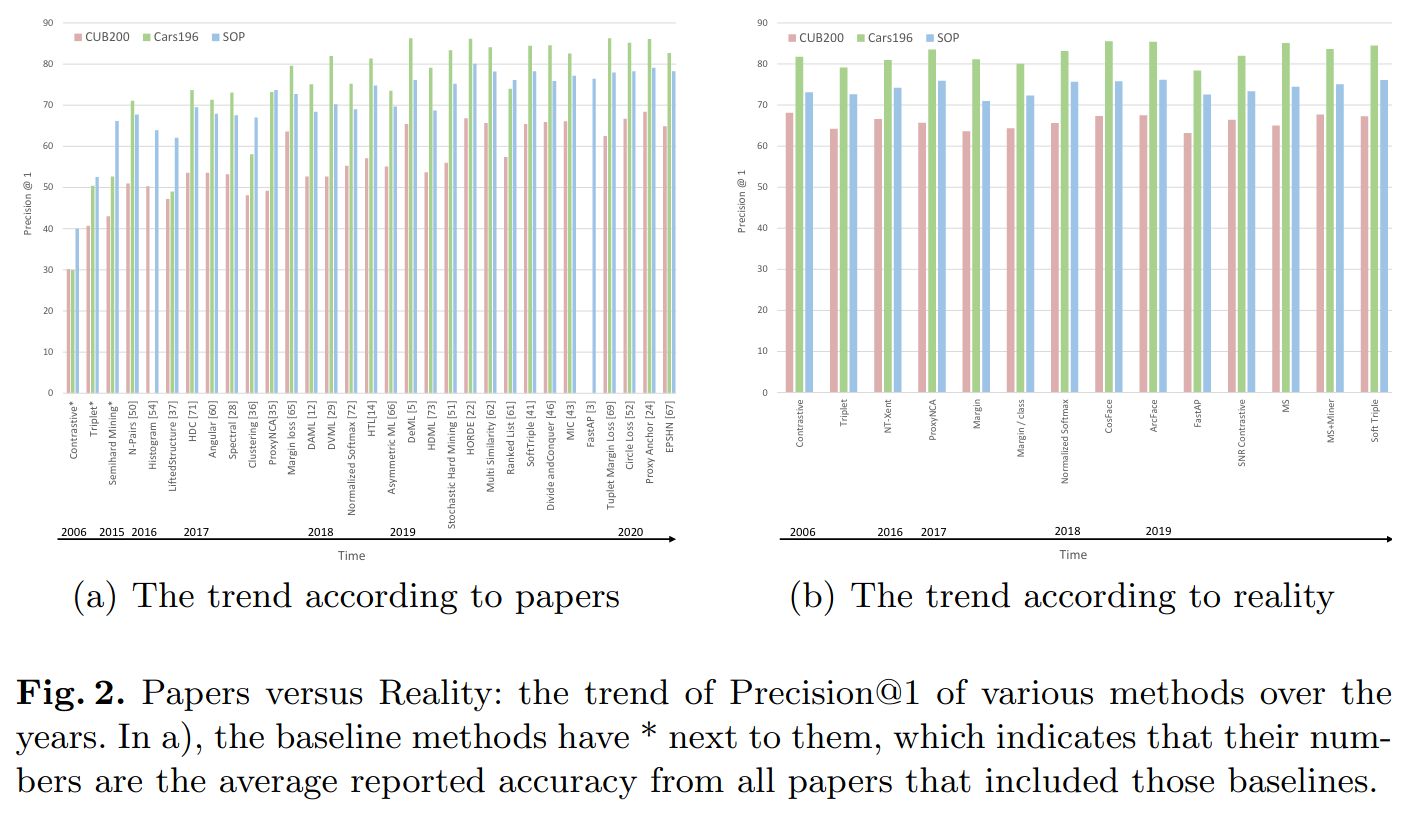 90
80
70
60
50
40
30
20
10
0
Precision @ 1
CUB200 Cars196 SOP
Contrastive*
Triplet*
Semihard Mining*
N-Pairs [50]
Histogram [54]
LiftedStructure [37]
HDC [71]
Angular [60]
Spectral [28]
Clustering [36]
ProxyNCA[35]
Margin loss [65]
DAML [12]
DVML [29]
Normalized Softmax [72]
HTL[14]
Asymmetric ML[66]
DeML [5]
HDML [73]
Stochastic Hard Mining [51]
HORDE [22]
Multi Similarity [62]
Ranked List [61]
SoftTriple [41]
Divide andConquer [46]
MIC [43]
FastAP [3]
Tuplet Margin Loss [69]
Circle Loss [52]
Proxy Anchor [24]
EPSHN [67]
2006 2015 2016 2017 2018 2019 2020
Time
(a) The trend according to papers
90
80
70
60
50
40
30
20
10
0
Precision @ 1
CUB200 Cars196 SOP
Contrastive
Triplet
NT-Xent
ProxyNCA
Margin
Margin / class
Normalized Softmax
CosFace
ArcFace
FastAP
SNR Contrastive
MS
MS+Miner
Soft Triple
2006 2016 2017 2018 2019
Time
(b) The trend according to reality
Fig. 2. Papers versus Reality: the trend of Precision@1 of various methods over the
years. In a), the baseline methods have * next to them, which indicates that their num-
bers are the average reported accuracy from all papers that included those baselines.